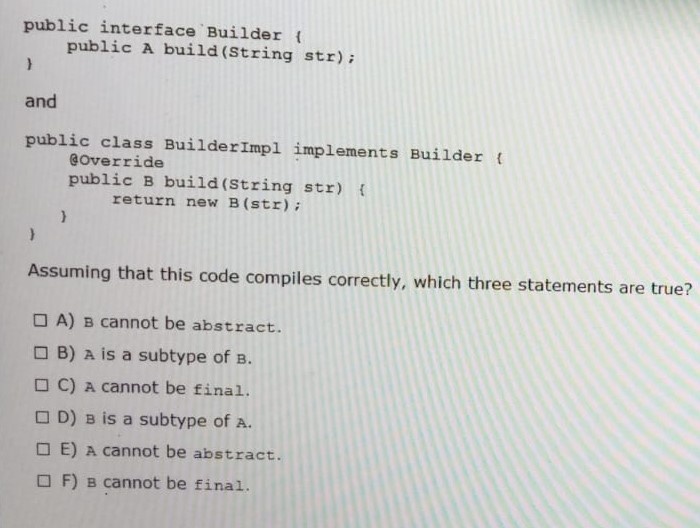 public interface Builder {
public A build(String str);
}
and
public class BuilderImpl implements Builder {
@Override
public B build(String str) {
return new B(str);
}
}
Assuming that this code compiles correctly, which three statements are true?
A) B cannot be abstract.
B) A is a subtype of B.
C) A cannot be final.
D) B is a subtype of A.
E) A cannot be abstract.
F) B cannot be final.